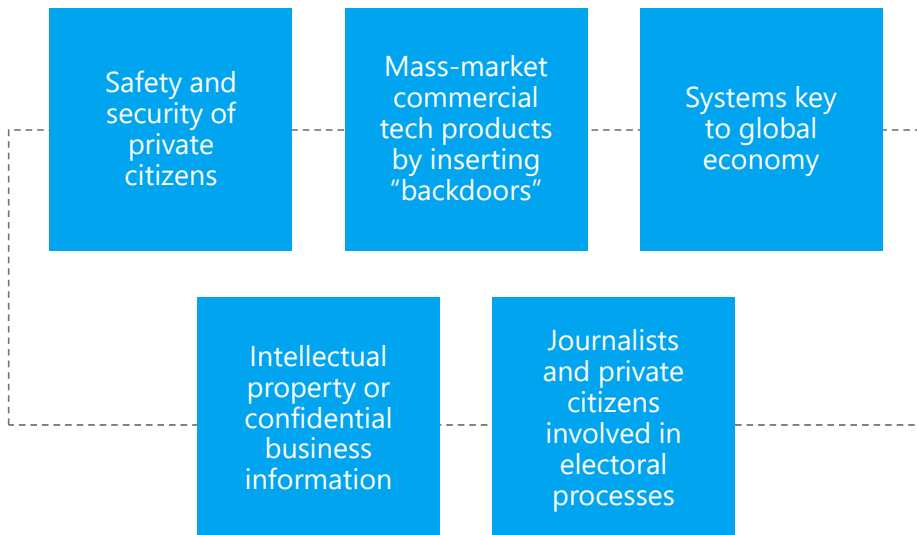 Safety and
security of
private
citizens
Mass-market
commercial
tech products
by inserting
“backdoors”
Systems key
to global
economy
Intellectual
property or
confidential
business
information
Journalists
and private
citizens
involved in
electoral
processes